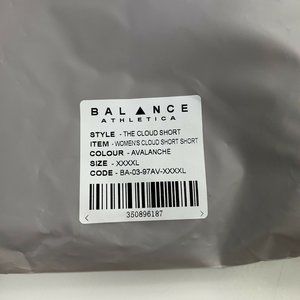 BALANCE
ATHLETICA
STYLE - THE CLOUD SHORT
ITEM - WOMEN'S CLOUD SHORT SHORT
COLOUR - AVALANCHE
SIZE - XXXXL
CODE - BA-03-97AV-XXXXL
350896187